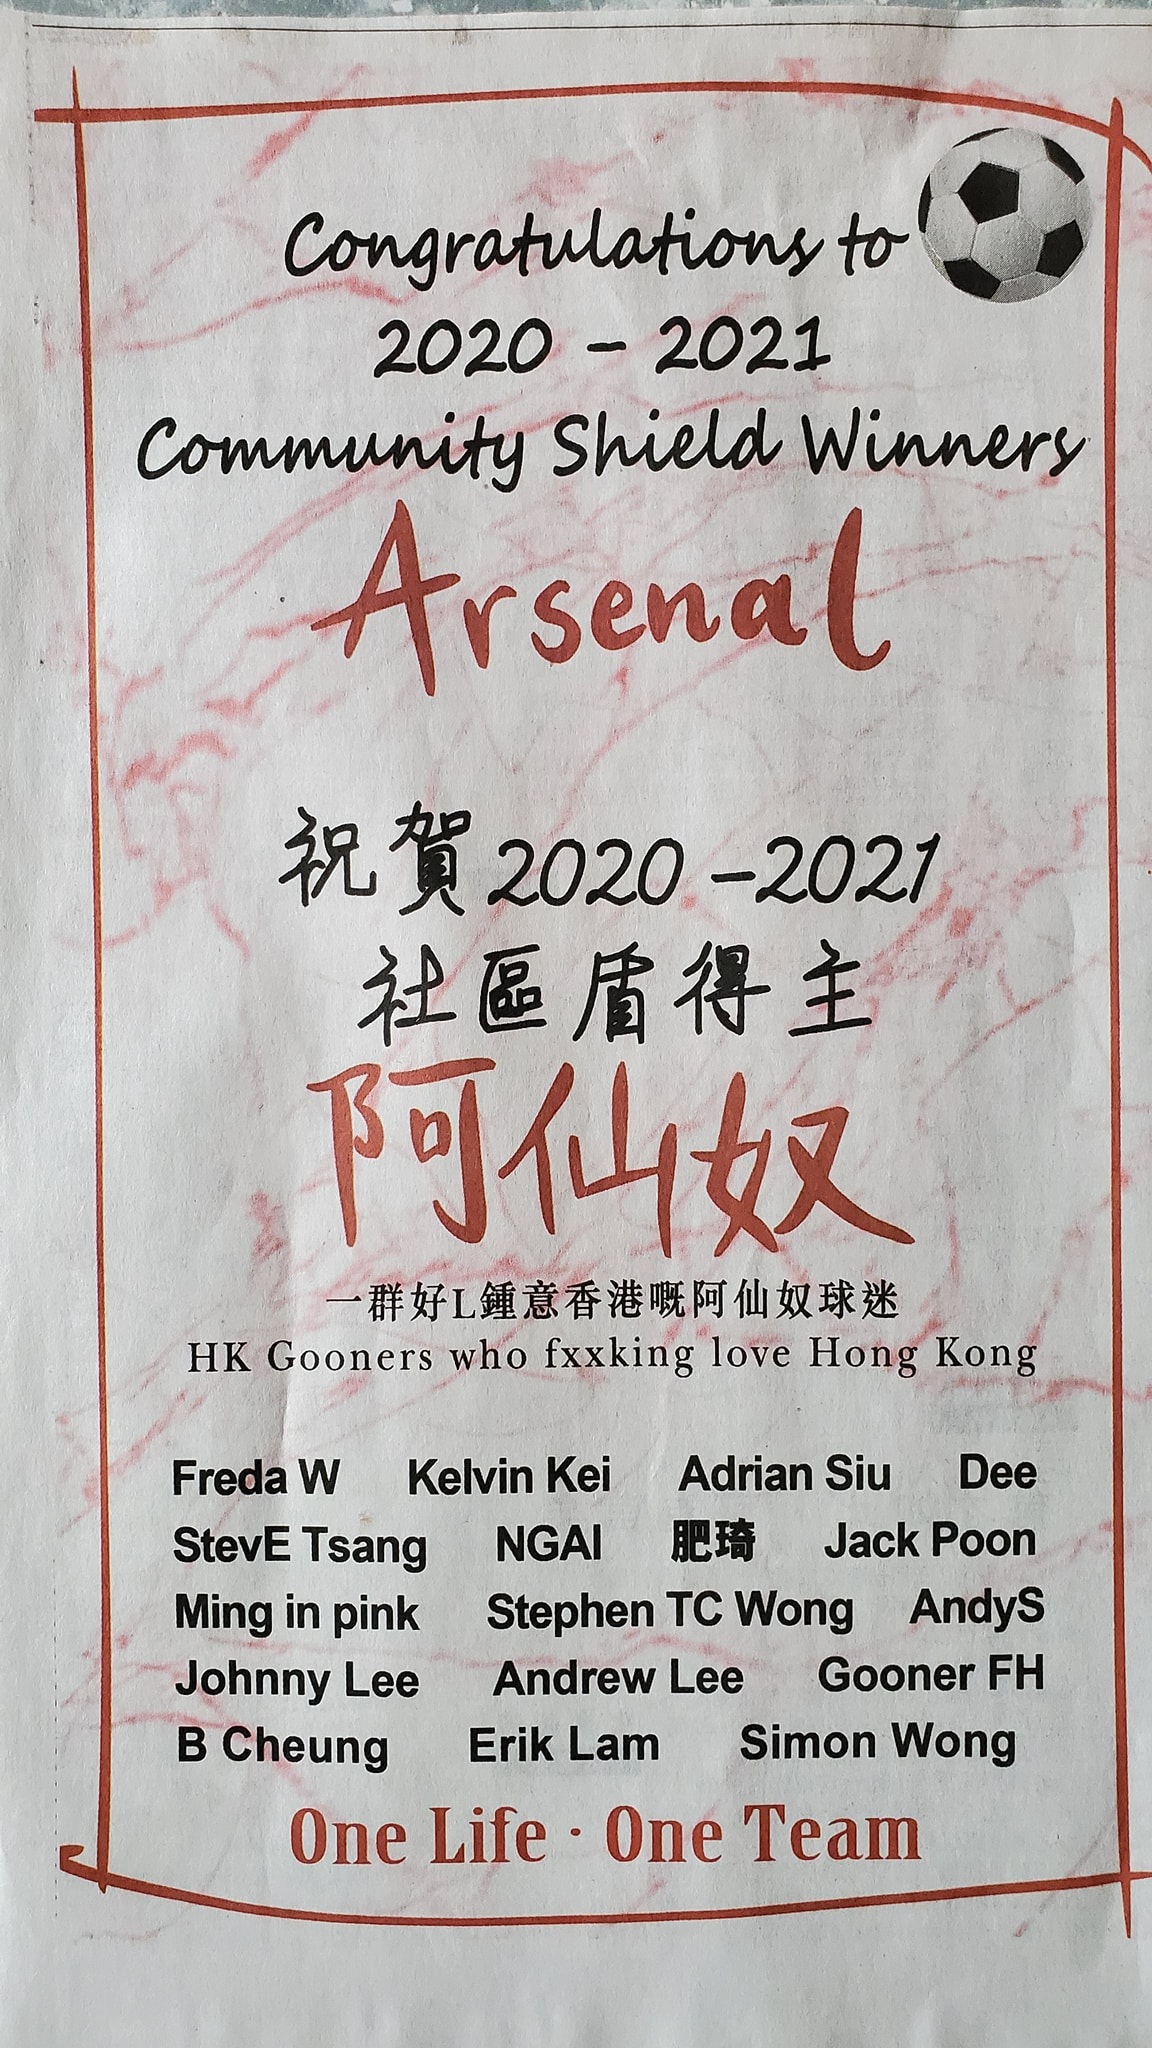 Congratulations to
2020 - 2021
Community Shield Winners
Arsenal
祝賀2020-2021
社區盾得主
阿仙奴
一群好L鍾意香港嘅阿仙奴球迷
HK Gooners who fxxking love Hong Kong
Freda W Kelvin Kei Adrian Siu Dee
StevE Tsang NGAI 肥琦 Jack Poon
Ming in pink Stephen TC Wong AndyS
Johnny Lee Andrew Lee Gooner FH
B Cheung Erik Lam Simon Wong
One Life · One Team